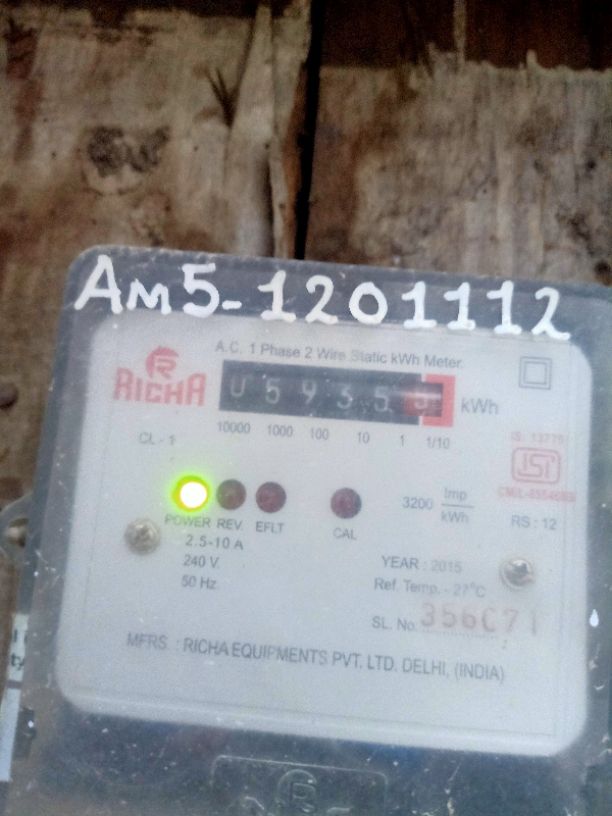 Am5-1201112
A.C. 1 Phase 2 Wire Static kWh Meter
RICHA
05935 kWh
10000 1000 100 10 1 1/10
CL - 1
IS: 13779
ISI
POWER REV. EFLT CAL
3200 Imp/kWh
RS : 12
2.5-10 A
240 V.
50 Hz.
YEAR : 2015
Ref. Temp. - 27°C
SL. No.
MFRS. : RICHA EQUIPMENTS PVT. LTD. DELHI, (INDIA)